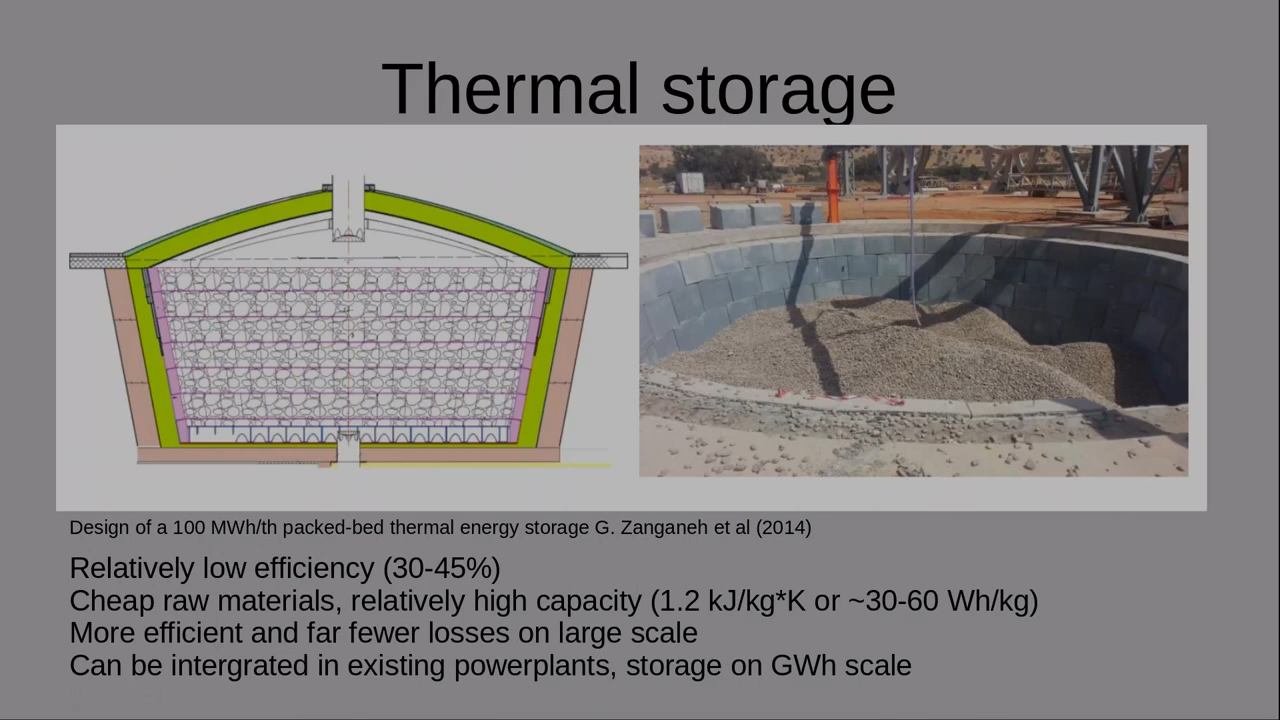 Thermal storage
Design of a 100 MWh/th packed-bed thermal energy storage G. Zanganeh et al (2014)
Relatively low efficiency (30-45%)
Cheap raw materials, relatively high capacity (1.2 kJ/kg*K or ~30-60 Wh/kg)
More efficient and far fewer losses on large scale
Can be intergrated in existing powerplants, storage on GWh scale